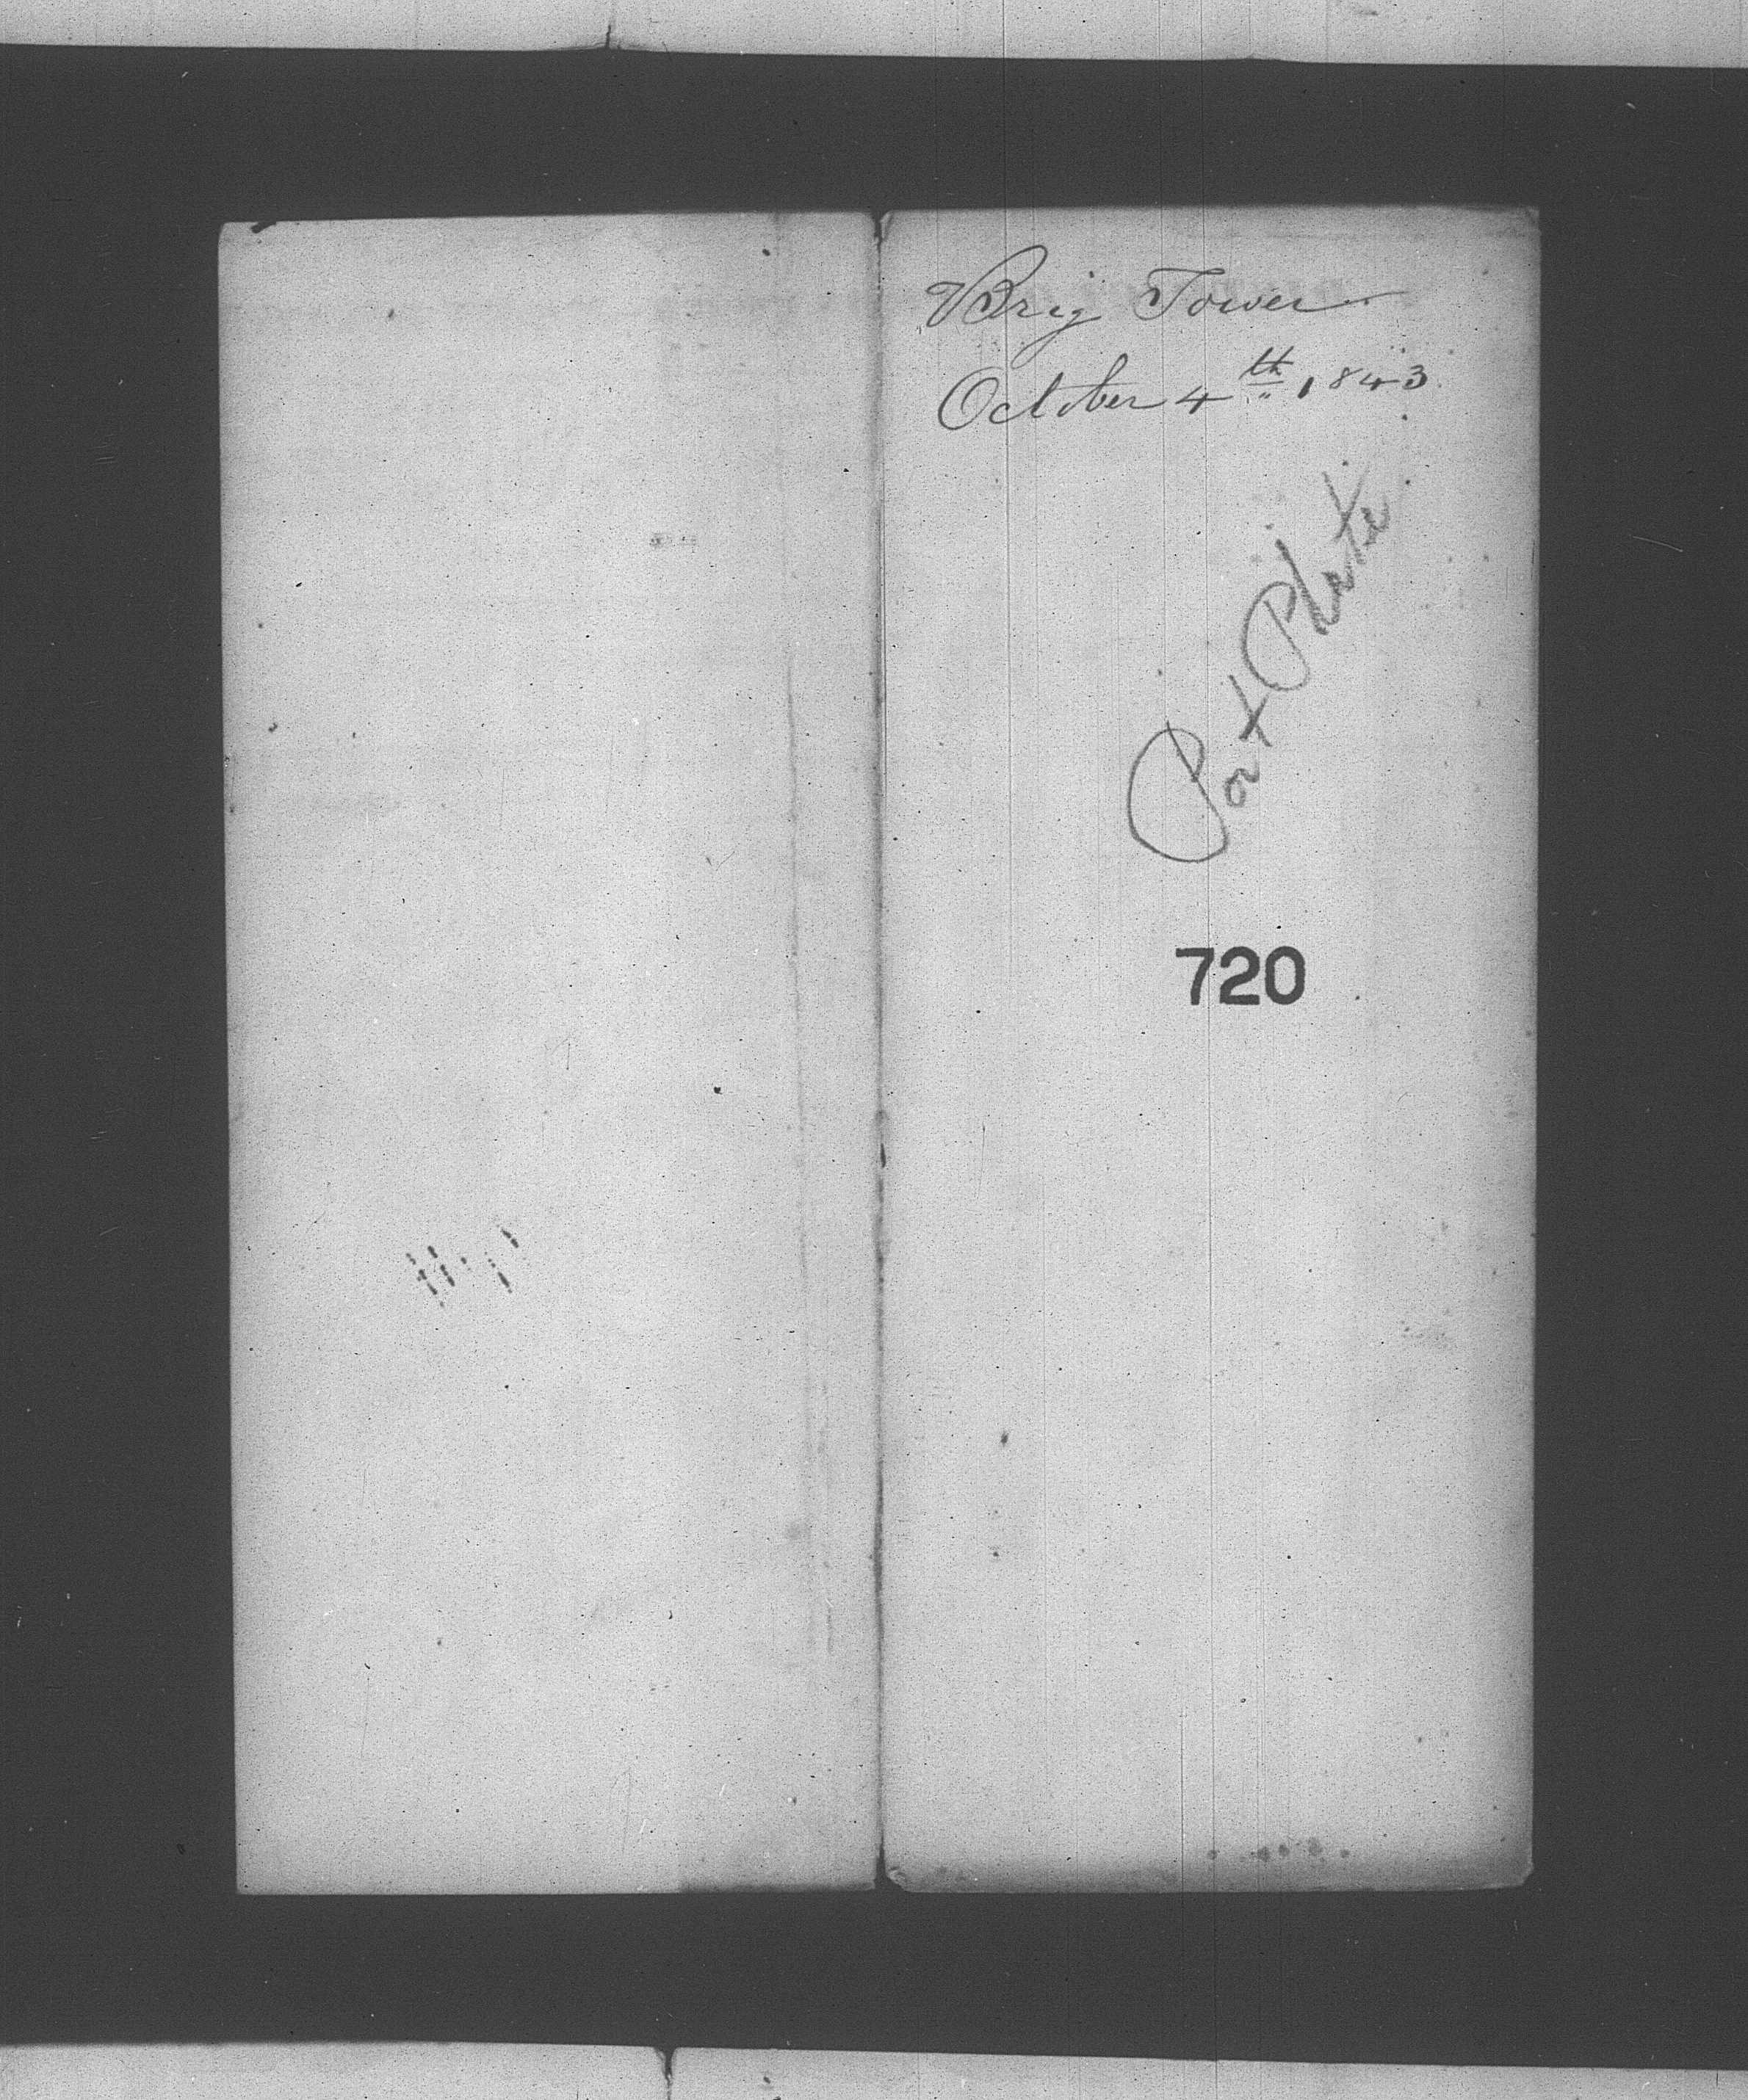 Brig Tower
October 4th 1843
Port Platte
720